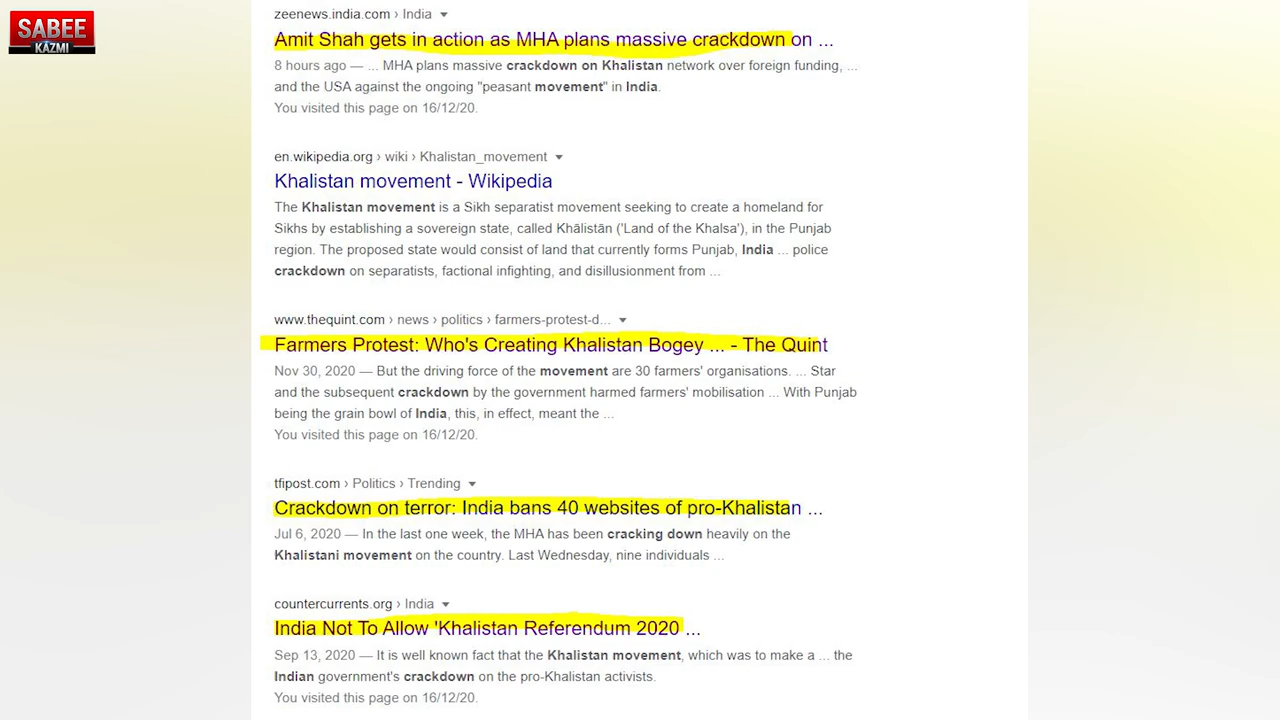 SABEE
KAZMI
zeenews.india.com › India
Amit Shah gets in action as MHA plans massive crackdown on ...
8 hours ago — ... MHA plans massive crackdown on Khalistan network over foreign funding, ...
and the USA against the ongoing "peasant movement" in India.
You visited this page on 16/12/20.
en.wikipedia.org › wiki › Khalistan_movement
Khalistan movement - Wikipedia
The Khalistan movement is a Sikh separatist movement seeking to create a homeland for
Sikhs by establishing a sovereign state, called Khālistān ('Land of the Khalsa'), in the Punjab
region. The proposed state would consist of land that currently forms Punjab, India ... police
crackdown on separatists, factional infighting, and disillusionment from ...
www.thequint.com › news › politics › farmers-protest-d...
Farmers Protest: Who's Creating Khalistan Bogey ... - The Quint
Nov 30, 2020 — But the driving force of the movement are 30 farmers' organisations. ... Star
and the subsequent crackdown by the government harmed farmers' mobilisation ... With Punjab
being the grain bowl of India, this, in effect, meant the ...
You visited this page on 16/12/20.
tfipost.com › Politics › Trending
Crackdown on terror: India bans 40 websites of pro-Khalistan ...
Jul 6, 2020 — In the last one week, the MHA has been cracking down heavily on the
Khalistani movement on the country. Last Wednesday, nine individuals ...
countercurrents.org › India
India Not To Allow 'Khalistan Referendum 2020 ...
Sep 13, 2020 — It is well known fact that the Khalistan movement, which was to make a ... the
Indian government's crackdown on the pro-Khalistan activists.
You visited this page on 16/12/20.